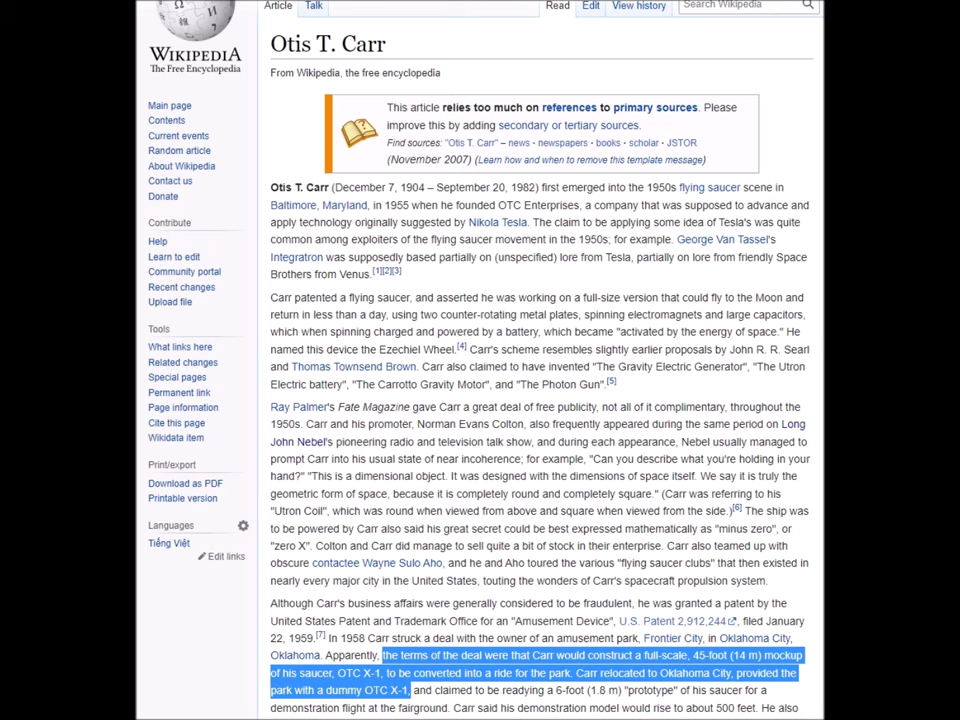 Article Talk Read Edit View history Search Wikipedia
Ω И W
WIKIPEDIA
The Free Encyclopedia
Otis T. Carr
From Wikipedia, the free encyclopedia
This article relies too much on references to primary sources. Please
improve this by adding secondary or tertiary sources.
Find sources: "Otis T. Carr" – news · newspapers · books · scholar · JSTOR
(November 2007) (Learn how and when to remove this template message)
Main page
Contents
Current events
Random article
About Wikipedia
Contact us
Donate
Contribute
Help
Learn to edit
Community portal
Recent changes
Upload file
Tools
What links here
Related changes
Special pages
Permanent link
Page information
Cite this page
Wikidata item
Print/export
Download as PDF
Printable version
Languages
Tiếng Việt
Edit links
Otis T. Carr (December 7, 1904 – September 20, 1982) first emerged into the 1950s flying saucer scene in
Baltimore, Maryland, in 1955 when he founded OTC Enterprises, a company that was supposed to advance and
apply technology originally suggested by Nikola Tesla. The claim to be applying some idea of Tesla's was quite
common among exploiters of the flying saucer movement in the 1950s; for example. George Van Tassel's
Integratron was supposedly based partially on (unspecified) lore from Tesla, partially on lore from friendly Space
Brothers from Venus.[1][2][3]
Carr patented a flying saucer, and asserted he was working on a full-size version that could fly to the Moon and
return in less than a day, using two counter-rotating metal plates, spinning electromagnets and large capacitors,
which when spinning charged and powered by a battery, which became "activated by the energy of space." He
named this device the Ezechiel Wheel.[4] Carr's scheme resembles slightly earlier proposals by John R. R. Searl
and Thomas Townsend Brown. Carr also claimed to have invented "The Gravity Electric Generator", "The Utron
Electric battery", "The Carrotto Gravity Motor", and "The Photon Gun".[5]
Ray Palmer's Fate Magazine gave Carr a great deal of free publicity, not all of it complimentary, throughout the
1950s. Carr and his promoter, Norman Evans Colton, also frequently appeared during the same period on Long
John Nebel's pioneering radio and television talk show, and during each appearance, Nebel usually managed to
prompt Carr into his usual state of near incoherence; for example, "Can you describe what you're holding in your
hand?" "This is a dimensional object. It was designed with the dimensions of space itself. We say it is truly the
geometric form of space, because it is completely round and completely square." (Carr was referring to his
"Utron Coil", which was round when viewed from above and square when viewed from the side.)[6] The ship was
to be powered by Carr also said his great secret could be best expressed mathematically as "minus zero", or
"zero X". Colton and Carr did manage to sell quite a bit of stock in their enterprise. Carr also teamed up with
obscure contactee Wayne Sulo Aho, and he and Aho toured the various "flying saucer clubs" that then existed in
nearly every major city in the United States, touting the wonders of Carr's spacecraft propulsion system.
Although Carr's business affairs were generally considered to be fraudulent, he was granted a patent by the
United States Patent and Trademark Office for an "Amusement Device", U.S. Patent 2,912,244, filed January
22, 1959.[7] In 1958 Carr struck a deal with the owner of an amusement park, Frontier City, in Oklahoma City,
Oklahoma. Apparently, the terms of the deal were that Carr would construct a full-scale, 45-foot (14 m) mockup
of his saucer, OTC X-1, to be converted into a ride for the park. Carr relocated to Oklahoma City, provided the
park with a dummy OTC X-1, and claimed to be readying a 6-foot (1.8 m) "prototype" of his saucer for a
demonstration flight at the fairground. Carr said his demonstration model would rise to about 500 feet. He also